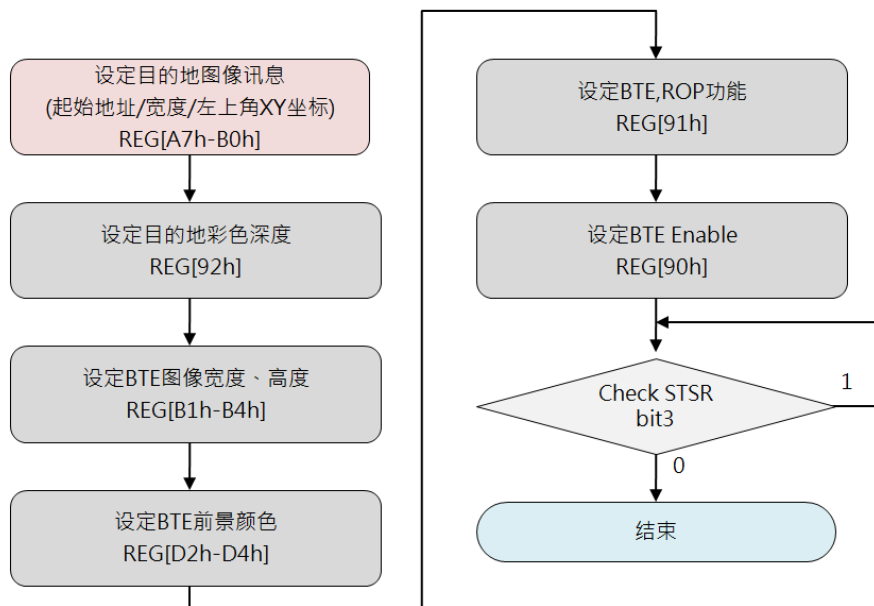 设定目的地图像讯息
(起始地址/宽度/左上角XY坐标)
REG[A7h-B0h]
设定目的地彩色深度
REG[92h]
设定BTE图像宽度、高度
REG[B1h-B4h]
设定BTE前景颜色
REG[D2h-D4h]
设定BTE,ROP功能
REG[91h]
设定BTE Enable
REG[90h]
Check STSR
bit3
1
0
结束